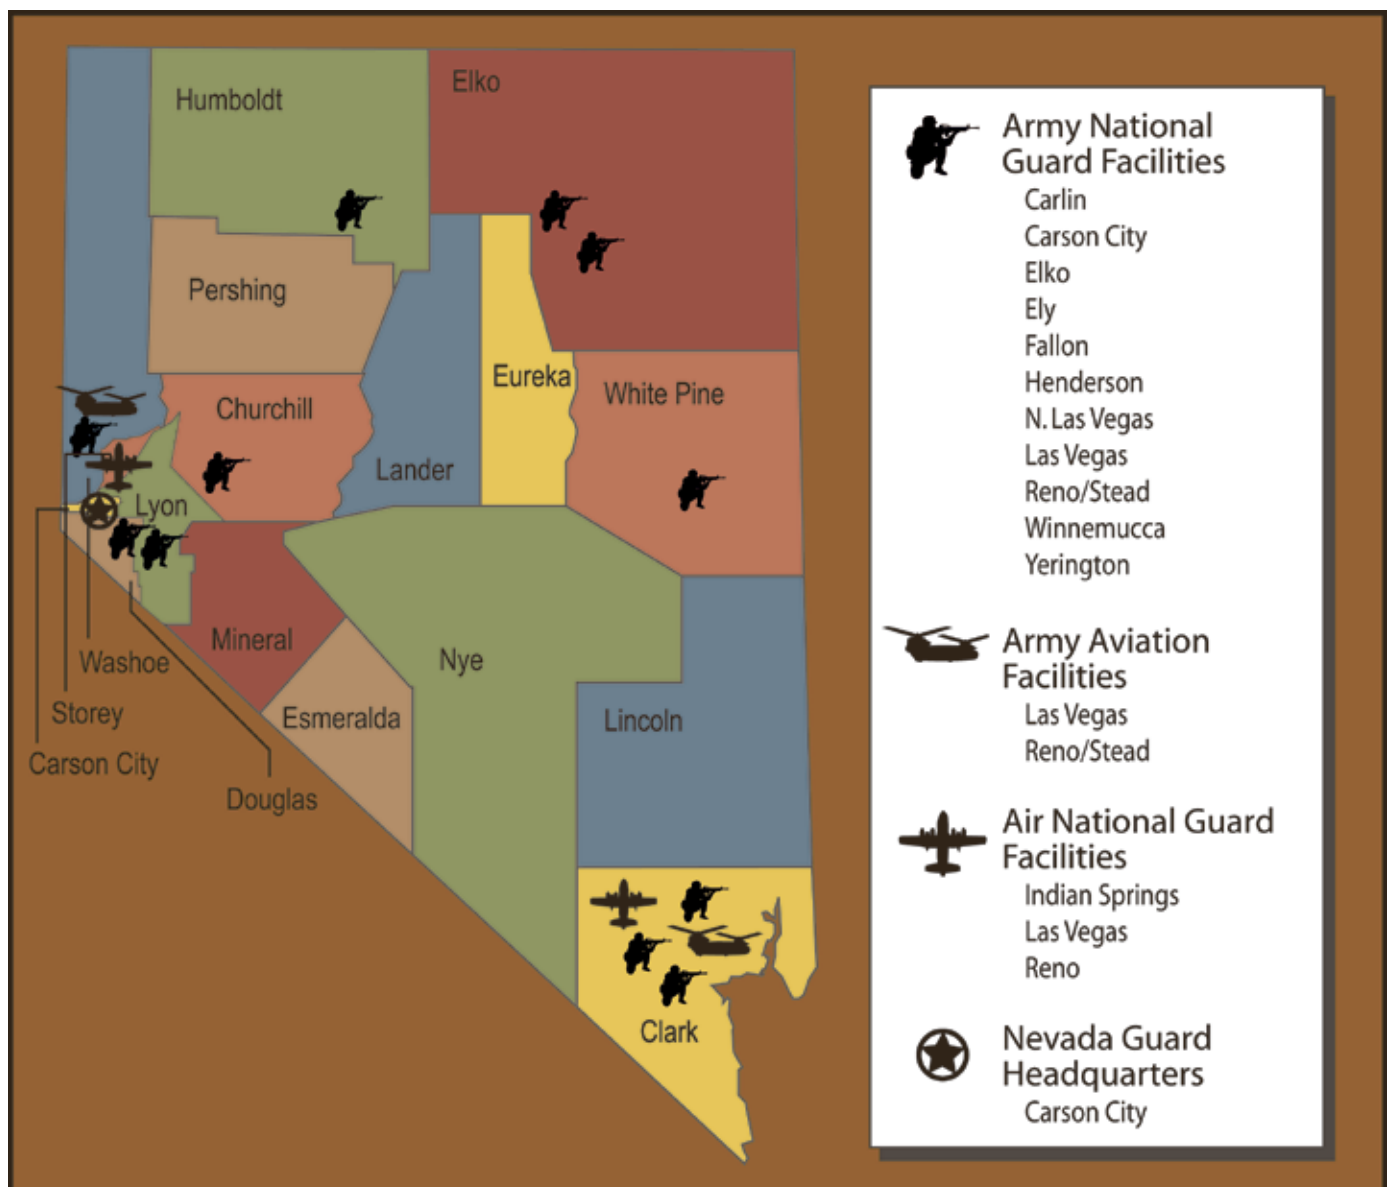 Humboldt
Elko
Pershing
Eureka
White Pine
Churchill
Lander
Lyon
Mineral
Washoe
Nye
Storey
Esmeralda
Lincoln
Carson City
Douglas
Clark
Army National
Guard Facilities
Carlin
Carson City
Elko
Ely
Fallon
Henderson
N. Las Vegas
Las Vegas
Reno/Stead
Winnemucca
Yerington
Army Aviation
Facilities
Las Vegas
Reno/Stead
Air National Guard
Facilities
Indian Springs
Las Vegas
Reno
Nevada Guard
Headquarters
Carson City